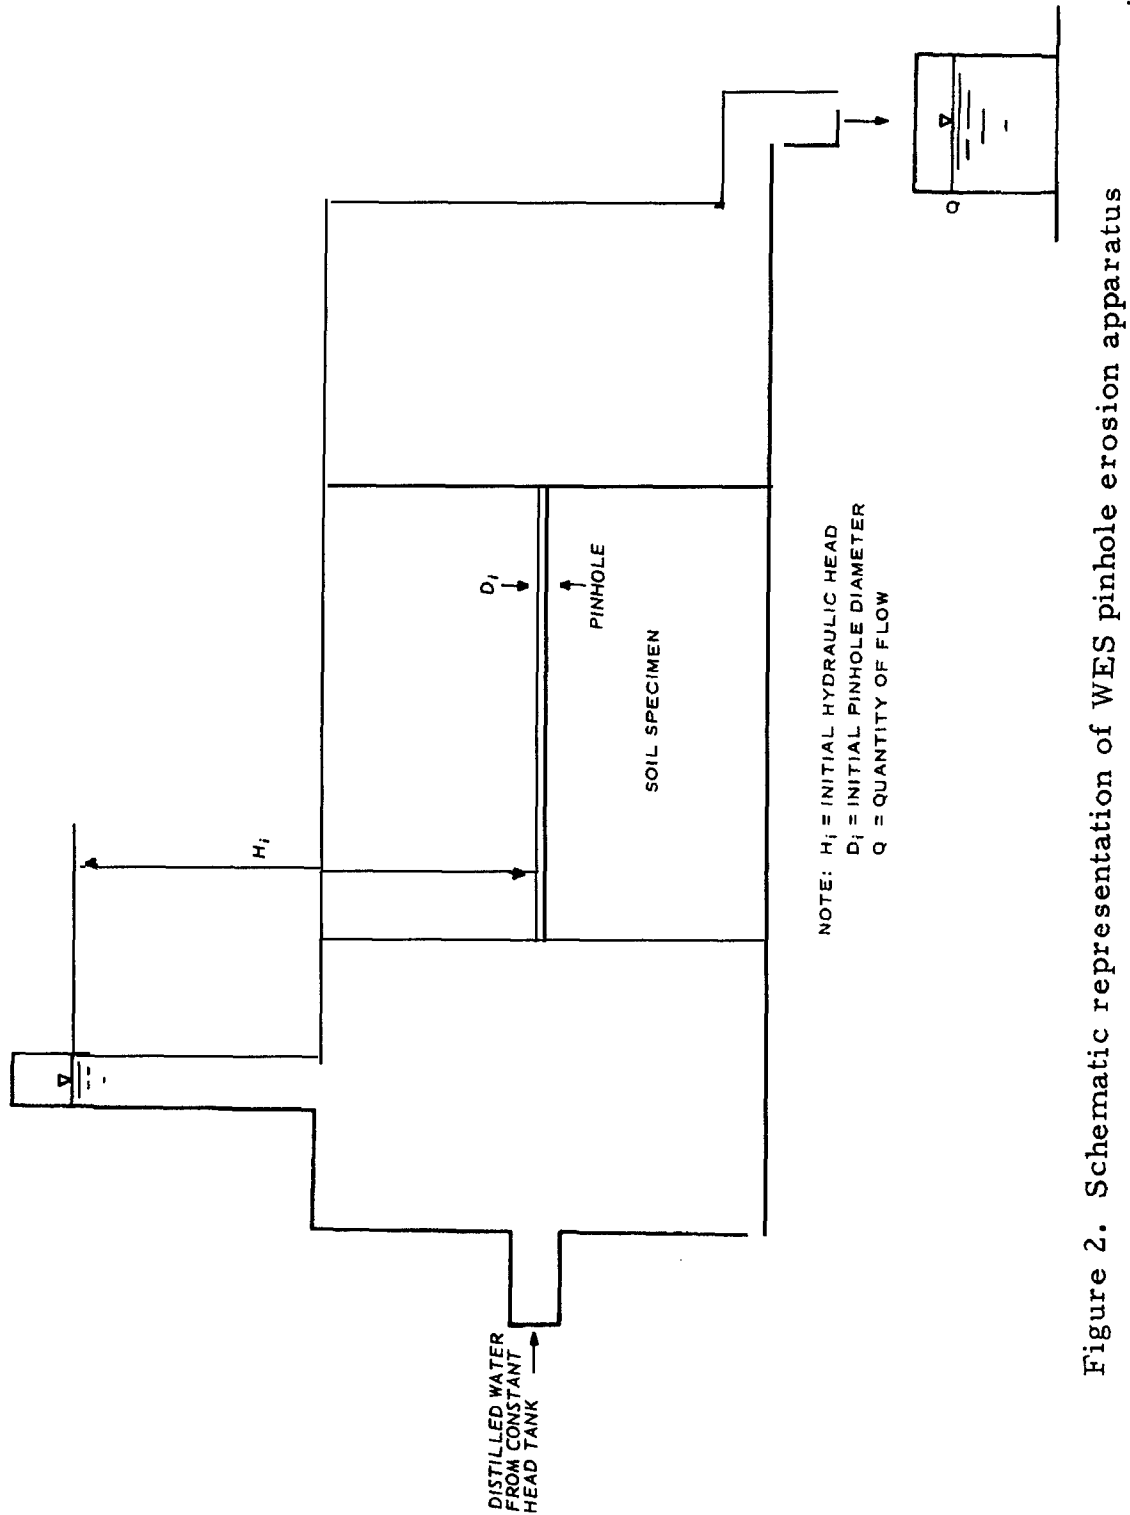 DISTILLED WATER
FROM CONSTANT
HEAD TANK
Hi
Di
PINHOLE
SOIL SPECIMEN
Q
NOTE: Hi = INITIAL HYDRAULIC HEAD
Di = INITIAL PINHOLE DIAMETER
Q = QUANTITY OF FLOW
Figure 2. Schematic representation of WES pinhole erosion apparatus